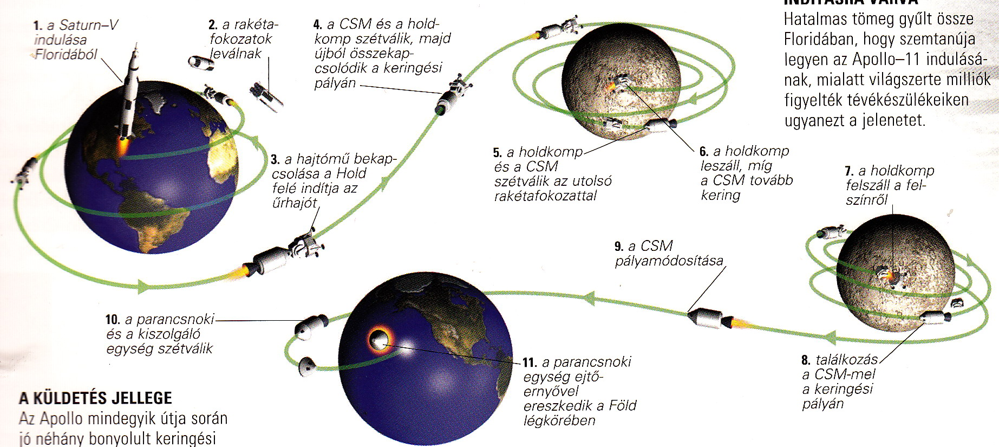 1. a Saturn–V
indulása
Floridából
2. a rakéta-
fokozatok
leválnak
4. a CSM és a hold-
komp szétválik, majd
újból összekap-
csolódik a keringési
pályán
INDÍTÁSRA VÁRVA
Hatalmas tömeg gyűlt össze
Floridában, hogy szemtanúja
legyen az Apollo–11 indulásá-
nak, mialatt világszerte milliók
figyelték tévékészülékeiken
ugyanezt a jelenetet.
3. a hajtómű bekap-
csolása a Hold
felé indítja az
űrhajót
5. a holdkomp
és a CSM
szétválik az utolsó
rakétafokozattal
6. a holdkomp
leszáll, míg
a CSM tovább
kering
7. a holdkomp
felszáll a fel-
színről
9. a CSM
pályamódosítása
10. a parancsnoki
és a kiszolgáló
egység szétválik
11. a parancsnoki
egység ejtő-
ernyővel
ereszkedik a Föld
légkörében
8. találkozás
a CSM-mel
a keringési
pályán
A KÜLDETÉS JELLEGE
Az Apollo mindegyik útja során
jó néhány bonyolult keringési